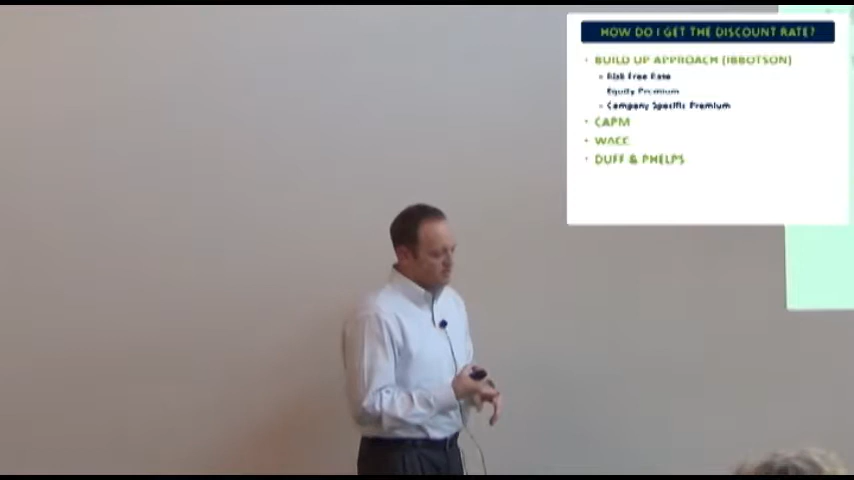 HOW DO I GET THE DISCOUNT RATE?
BUILD UP APPROACH (IBBOTSON)
Risk Free Rate
Equity Premium
Company Specific Premium
CAPM
WACC
DUFF & PHELPS